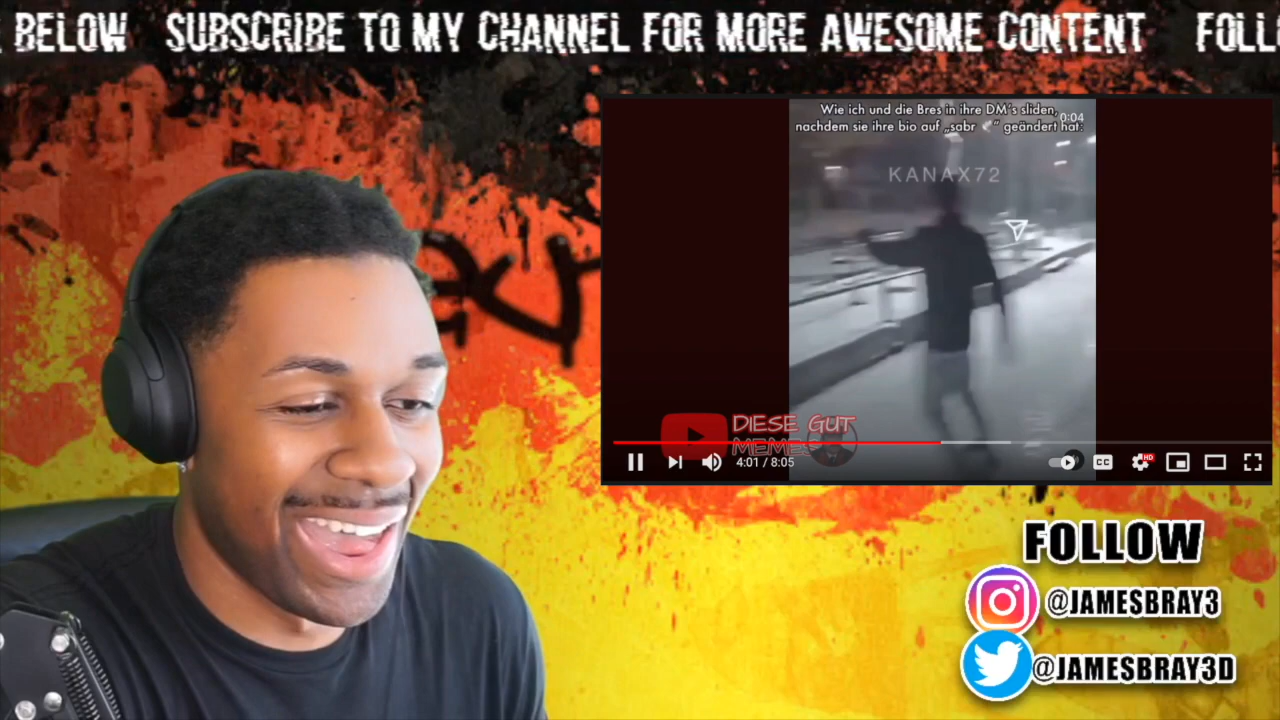 BELOW SUBSCRIBE TO MY CHANNEL FOR MORE AWESOME CONTENT FOLL
Wie ich und die Bres in ihre DM's sliden,
nachdem sie ihre bio auf „sabr 🕊" geändert hat:
0:04
KANAX72
DIESE GUT
MEMES
4:01 / 8:05
CC
HD
FOLLOW
@JAMESBRAY3
@JAMESBRAY3D